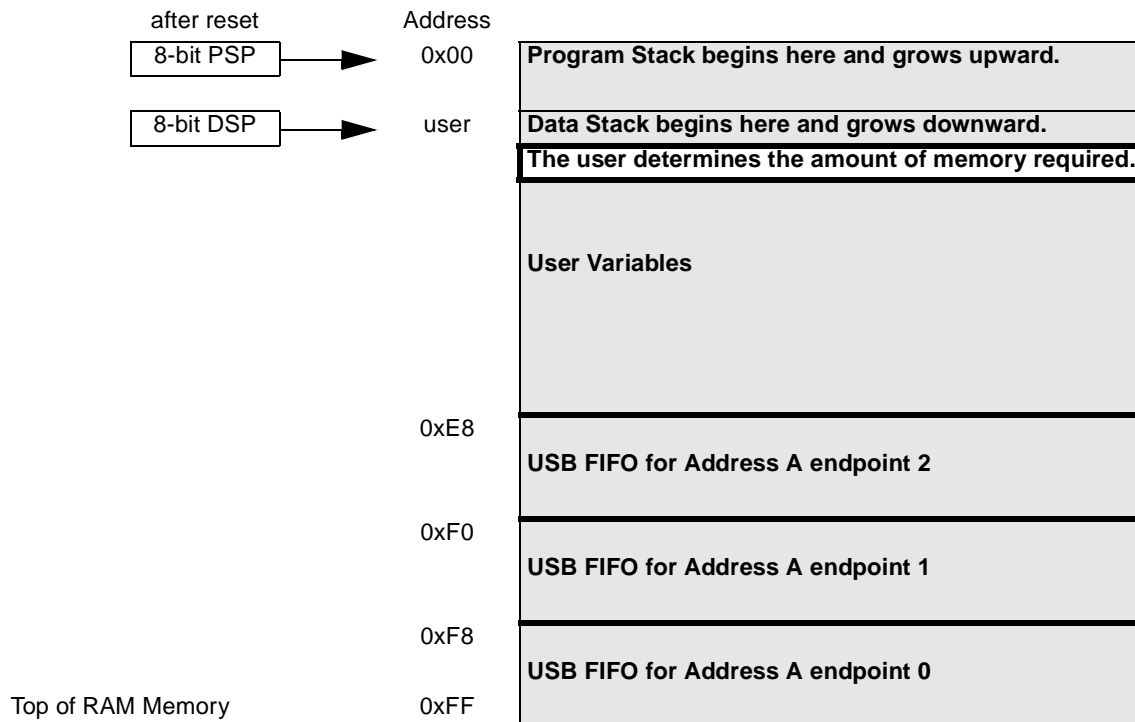 after reset Address
8-bit PSP 0x00 Program Stack begins here and grows upward.
8-bit DSP user Data Stack begins here and grows downward.
The user determines the amount of memory required.
User Variables
0xE8
USB FIFO for Address A endpoint 2
0xF0
USB FIFO for Address A endpoint 1
0xF8
USB FIFO for Address A endpoint 0
Top of RAM Memory 0xFF